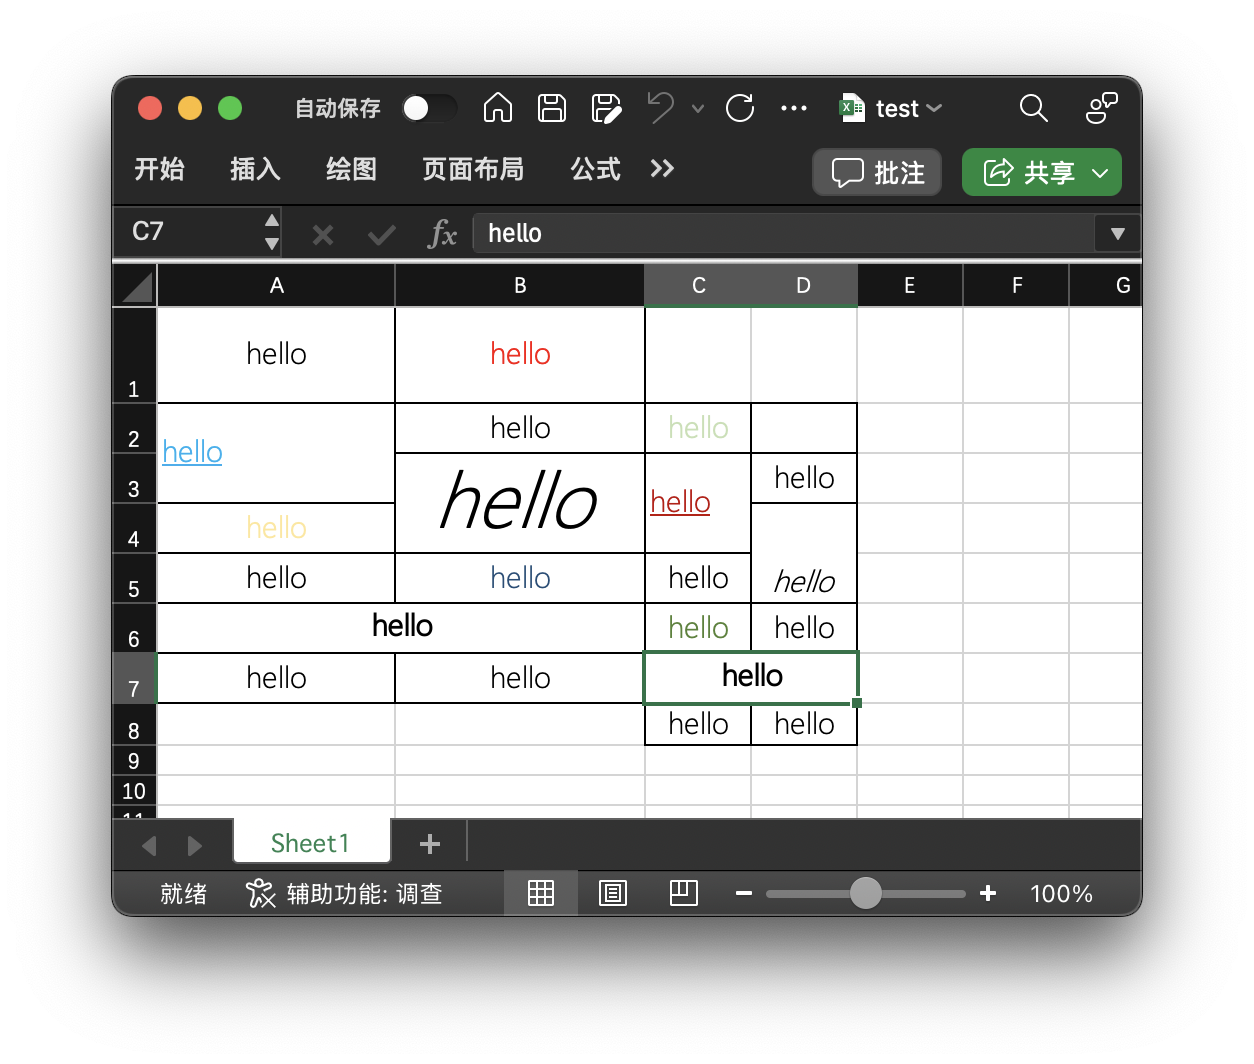 自动保存 test
开始 插入 绘图 页面布局 公式 >> 批注 共享
C7 fx hello
A B C D E F G
1 hello hello
2 hello hello
hello
3 hello hello hello
4 hello
5 hello hello hello hello
6 hello hello hello
7 hello hello hello
8 hello hello
9
10
11
Sheet1 +
就绪 辅助功能: 调查 100%